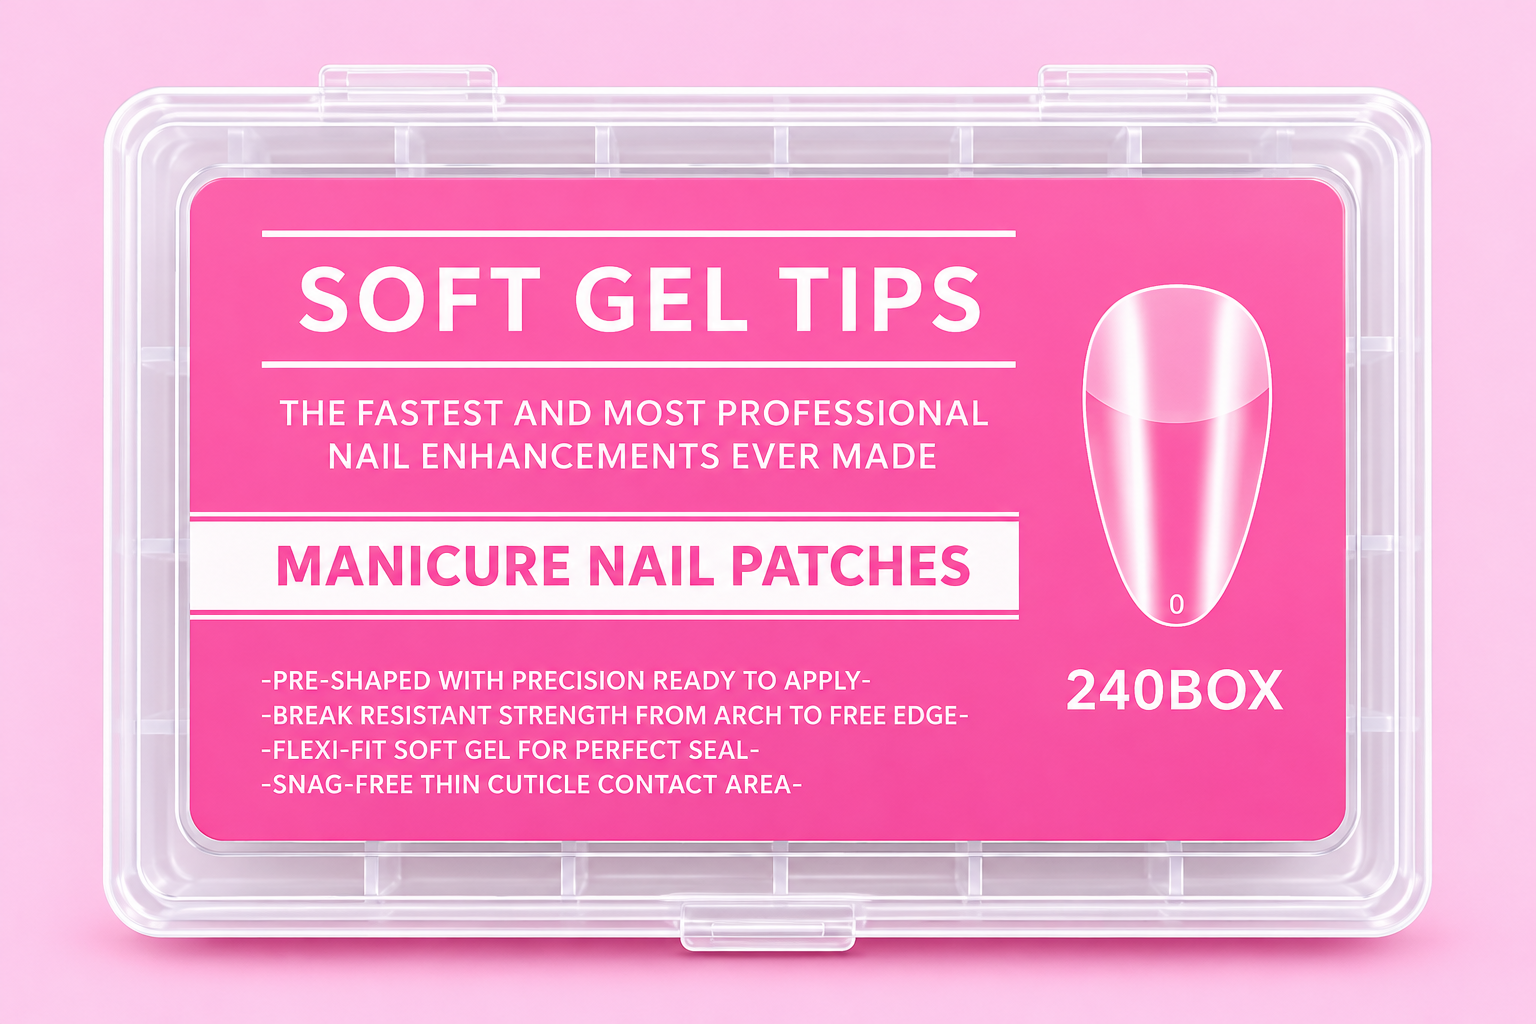 SOFT GEL TIPS
THE FASTEST AND MOST PROFESSIONAL
NAIL ENHANCEMENTS EVER MADE
MANICURE NAIL PATCHES
-PRE-SHAPED WITH PRECISION READY TO APPLY-
-BREAK RESISTANT STRENGTH FROM ARCH TO FREE EDGE-
-FLEXI-FIT SOFT GEL FOR PERFECT SEAL-
-SNAG-FREE THIN CUTICLE CONTACT AREA-
0
240BOX